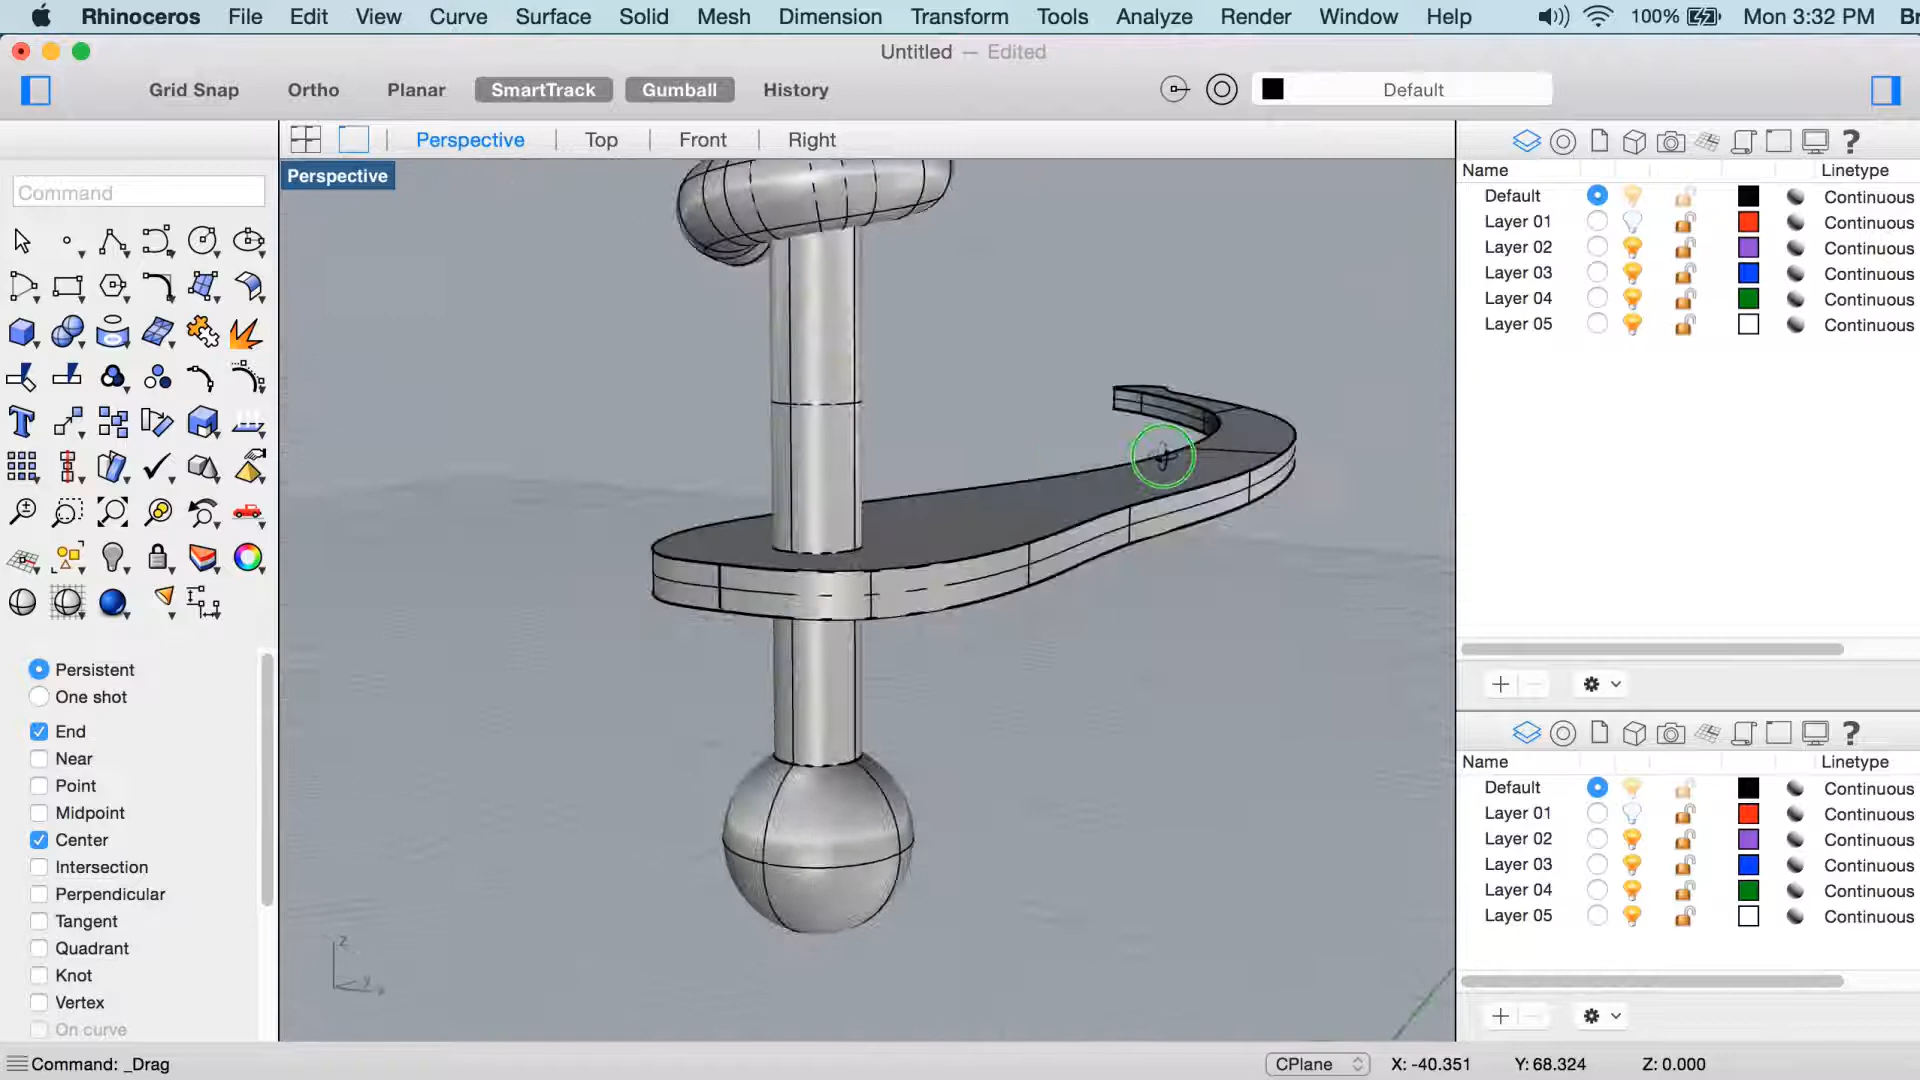 Rhinoceros File Edit View Curve Surface Solid Mesh Dimension Transform Tools Analyze Render Window Help 100% Mon 3:32 PM Br
Untitled — Edited
Grid Snap Ortho Planar SmartTrack Gumball History Default
Perspective Top Front Right
Perspective
Command
Name Linetype
Default Continuous
Layer 01 Continuous
Layer 02 Continuous
Layer 03 Continuous
Layer 04 Continuous
Layer 05 Continuous
Persistent
One shot
End
Near
Point
Midpoint
Center
Intersection
Perpendicular
Tangent
Quadrant
Knot
Vertex
On curve
Name Linetype
Default Continuous
Layer 01 Continuous
Layer 02 Continuous
Layer 03 Continuous
Layer 04 Continuous
Layer 05 Continuous
z
Command: _Drag CPlane X: -40.351 Y: 68.324 Z: 0.000